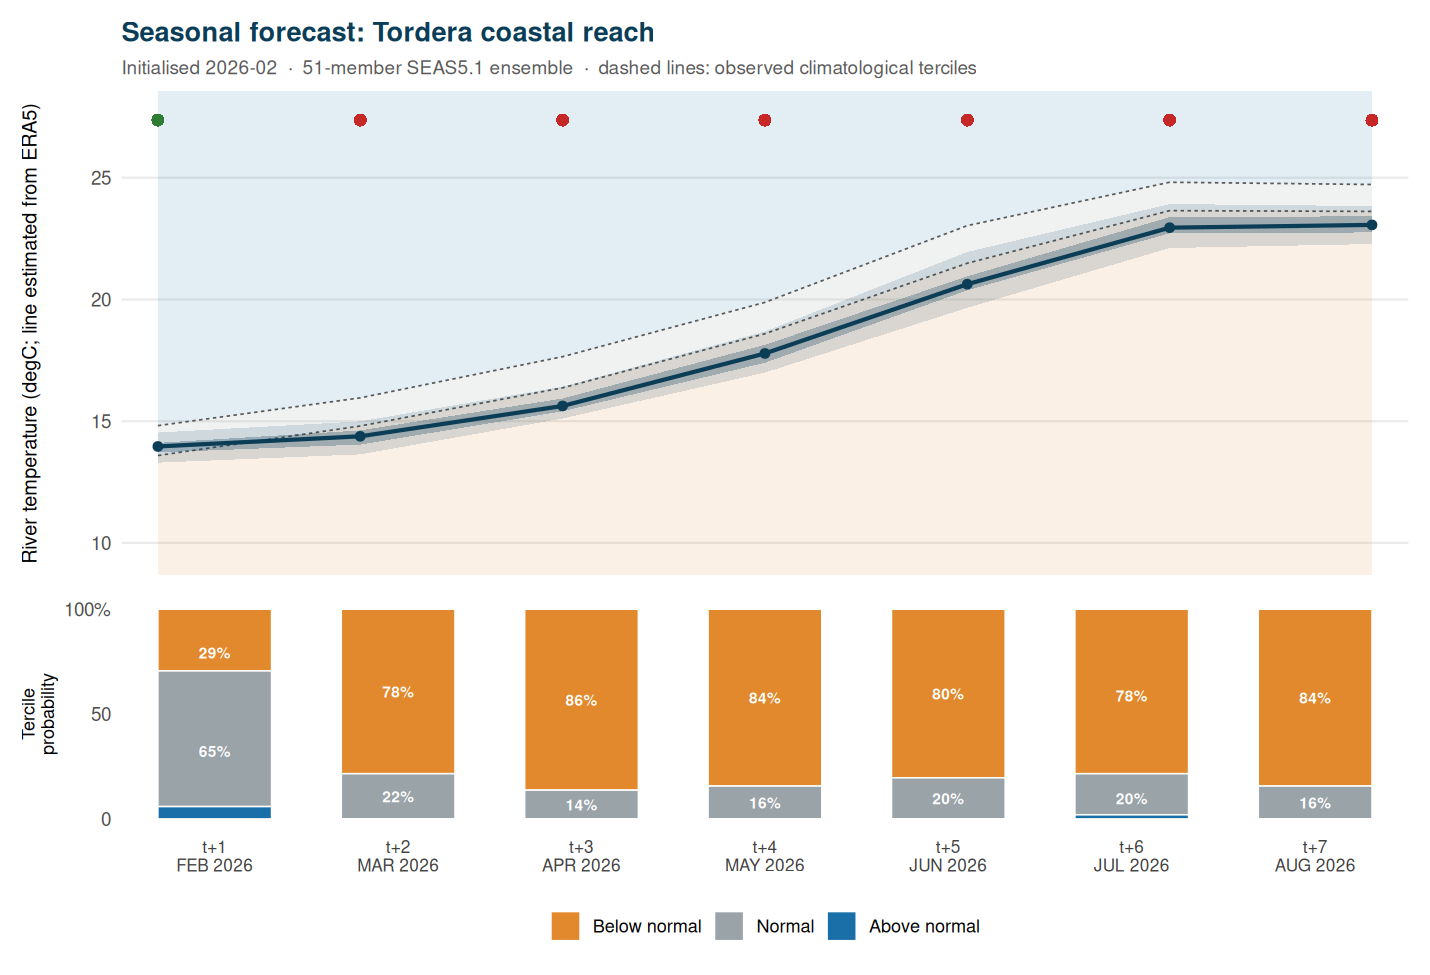 Seasonal forecast: Tordera coastal reach
Initialised 2026-02 · 51-member SEAS5.1 ensemble · dashed lines: observed climatological terciles
River temperature (degC; line estimated from ERA5)
25
20
15
10
Tercile
probability
100%
50
0
29%
65%
78%
22%
86%
14%
84%
16%
80%
20%
78%
20%
84%
16%
t+1
FEB 2026
t+2
MAR 2026
t+3
APR 2026
t+4
MAY 2026
t+5
JUN 2026
t+6
JUL 2026
t+7
AUG 2026
Below normal
Normal
Above normal